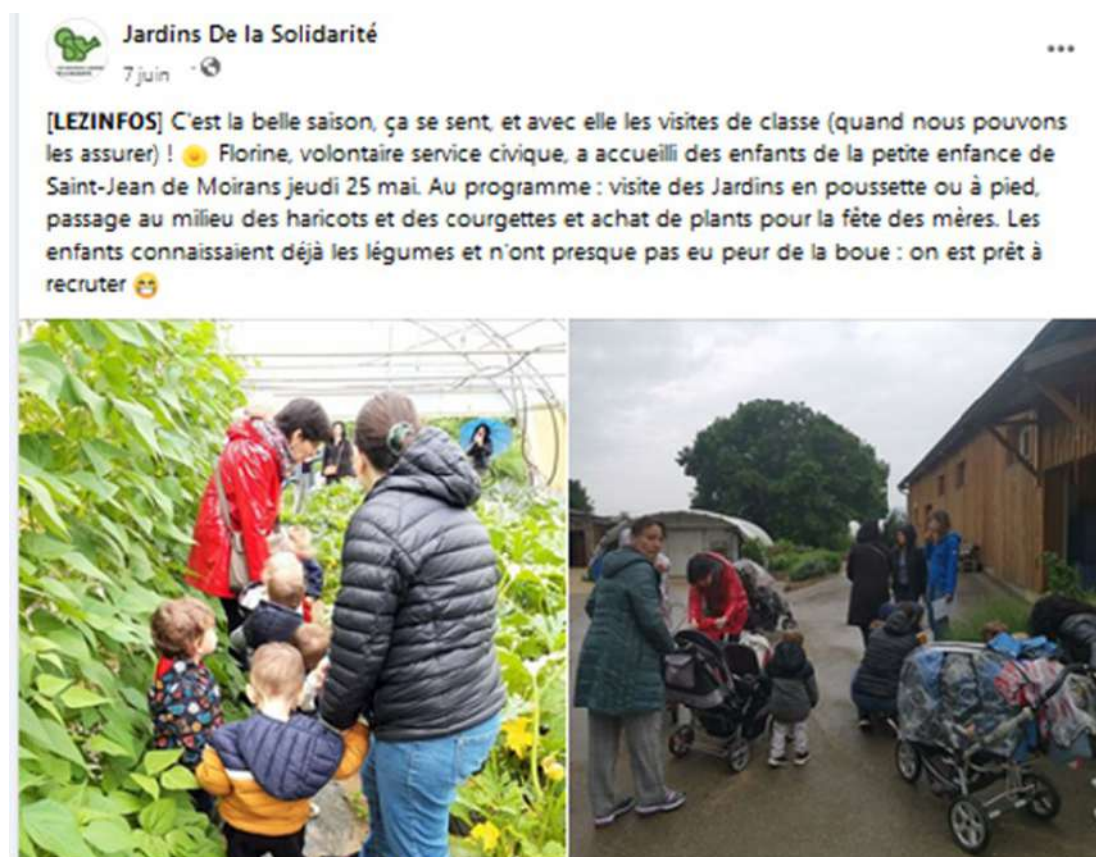 Jardins De la Solidarité
7 juin ·
[LEZINFOS] C'est la belle saison, ça se sent, et avec elle les visites de classe (quand nous pouvons
les assurer) ! 🌞 Florine, volontaire service civique, a accueilli des enfants de la petite enfance de
Saint-Jean de Moirans jeudi 25 mai. Au programme : visite des Jardins en poussette ou à pied,
passage au milieu des haricots et des courgettes et achat de plants pour la fête des mères. Les
enfants connaissaient déjà les légumes et n'ont presque pas eu peur de la boue : on est prêt à
recruter 😁